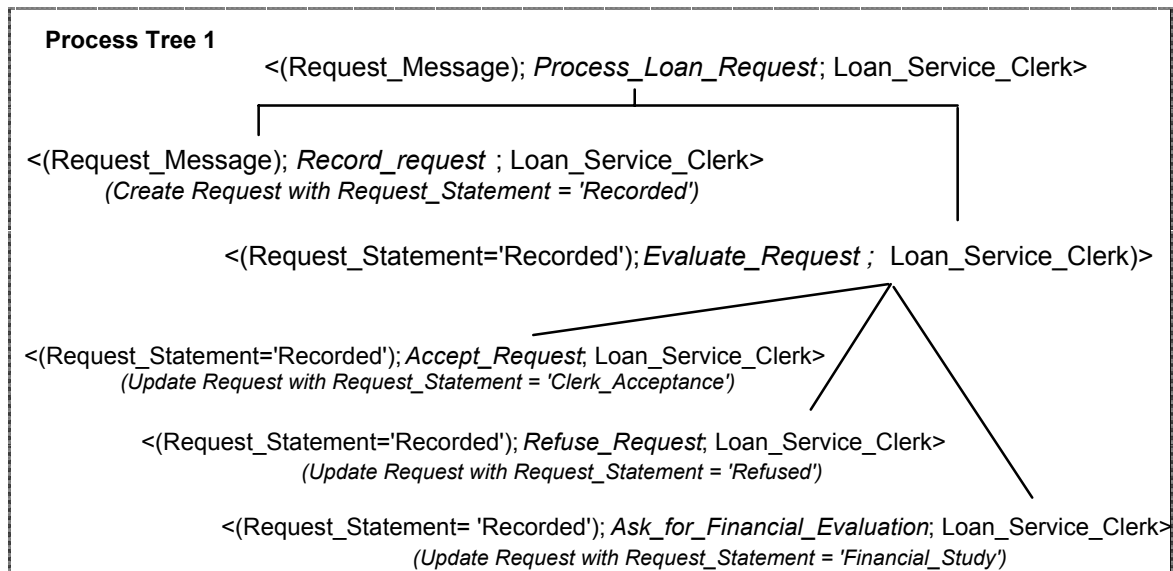 Process Tree 1
<(Request_Message); Process_Loan_Request; Loan_Service_Clerk>
<(Request_Message); Record_request ; Loan_Service_Clerk>
(Create Request with Request_Statement = 'Recorded')
<(Request_Statement='Recorded'); Evaluate_Request ; Loan_Service_Clerk)>
<(Request_Statement='Recorded'); Accept_Request; Loan_Service_Clerk>
(Update Request with Request_Statement = 'Clerk_Acceptance')
<(Request_Statement='Recorded'); Refuse_Request; Loan_Service_Clerk>
(Update Request with Request_Statement = 'Refused')
<(Request_Statement= 'Recorded'); Ask_for_Financial_Evaluation; Loan_Service_Clerk>
(Update Request with Request_Statement = 'Financial_Study')